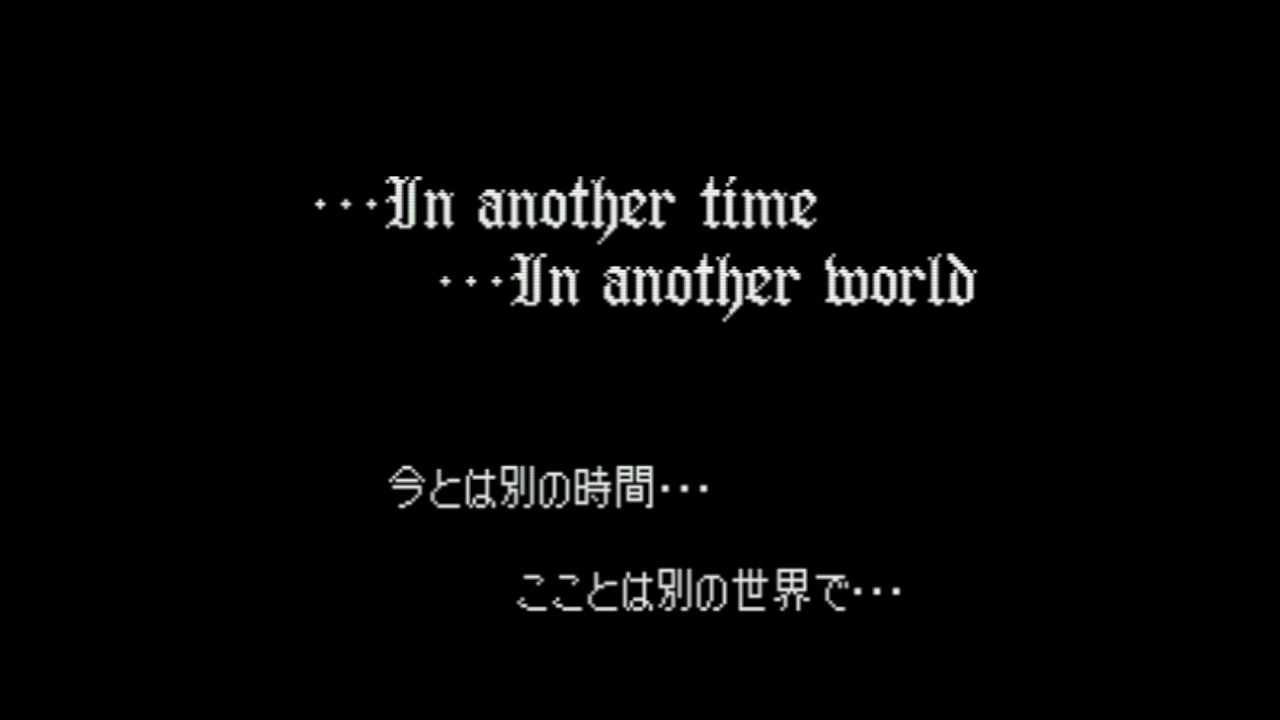 ···In another time
···In another world
今とは別の時間···
こことは別の世界で···